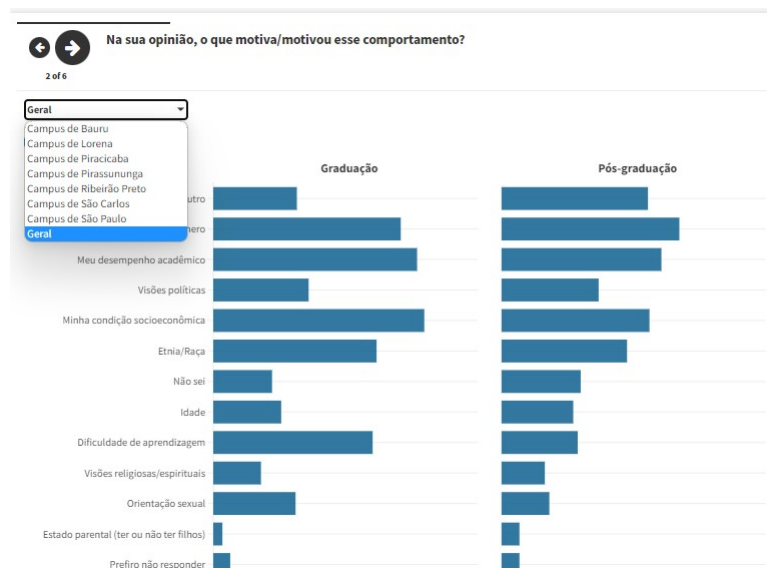 Na sua opinião, o que motiva/motivou esse comportamento?
2 of 6
Geral
Campus de Bauru
Campus de Lorena
Campus de Piracicaba
Campus de Pirassununga
Campus de Ribeirão Preto
Campus de São Carlos
Campus de São Paulo
Geral
Graduação
Pós-graduação
Meu desempenho acadêmico
Visões políticas
Minha condição socioeconômica
Etnia/Raça
Não sei
Idade
Dificuldade de aprendizagem
Visões religiosas/espirituais
Orientação sexual
Estado parental (ter ou não ter filhos)
Prefiro não responder